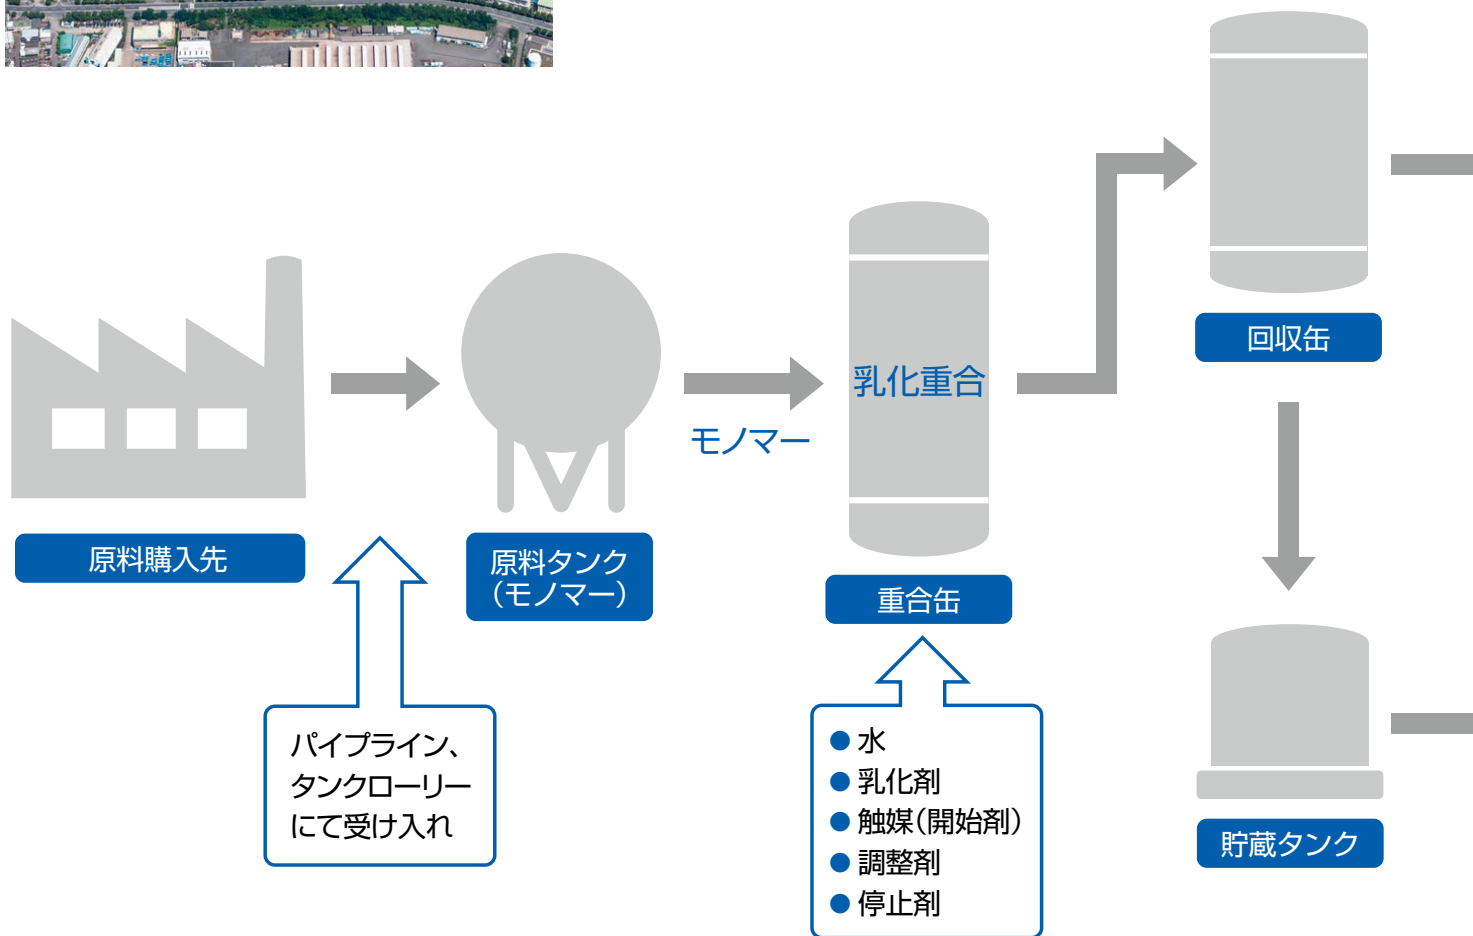 乳化重合
モノマー
回収缶
原料購入先
原料タンク
（モノマー）
重合缶
パイプライン、
タンクローリー
にて受け入れ
● 水
● 乳化剤
● 触媒（開始剤）
● 調整剤
● 停止剤
貯蔵タンク